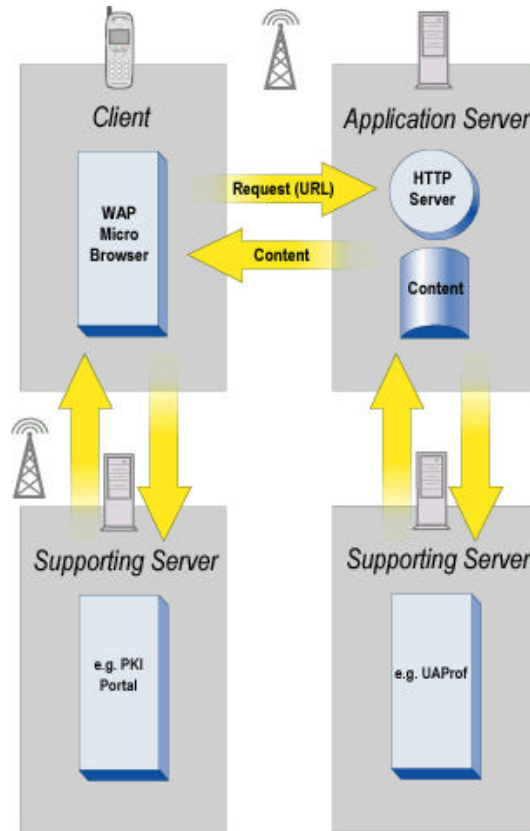 Client
Application Server
WAP
Micro
Browser
Request (URL)
HTTP
Server
Content
Content
Supporting Server
Supporting Server
e.g. PKI
Portal
e.g. UAProf